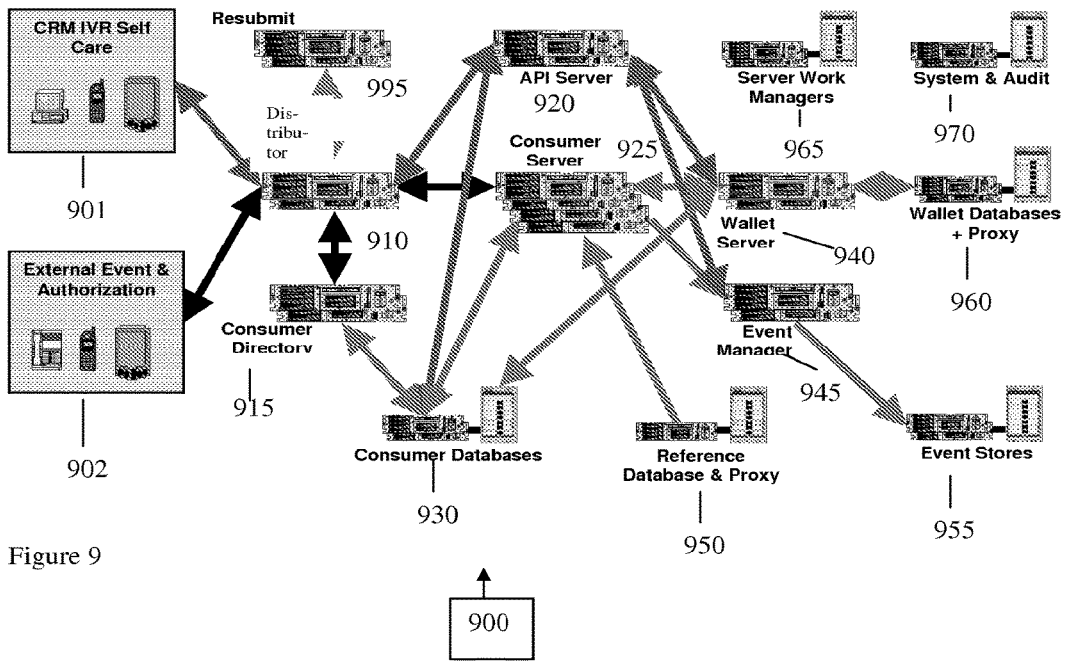 CRM IVR Self
Care
901
External Event &
Authorization
902
Resubmit
995
Dis-
tribu-
tor
910
Consumer
Directory
915
API Server
920
Consumer
Server
925
Consumer Databases
930
Server Work
Managers
965
System & Audit
970
Wallet
Server
940
Wallet Databases
+ Proxy
960
Event
Manager
945
Reference
Database & Proxy
950
Event Stores
955
Figure 9
900